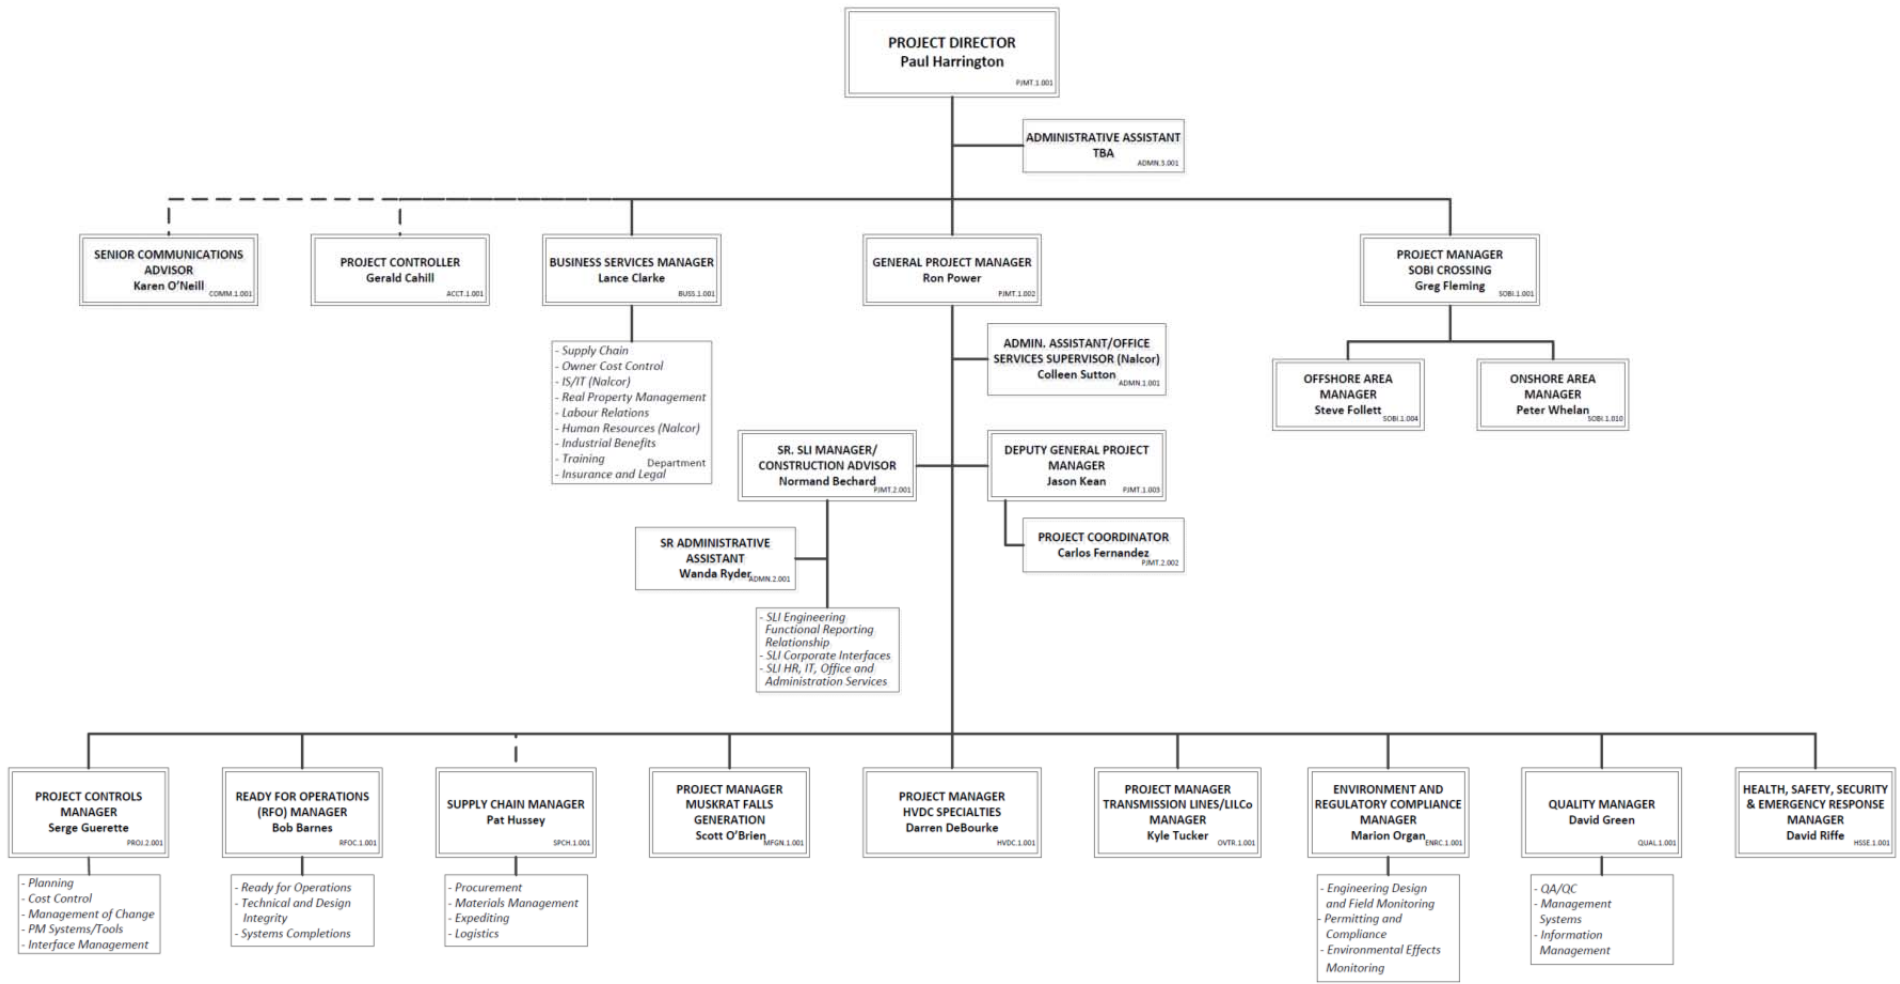 PROJECT DIRECTOR
Paul Harrington
PJMT.1.001
ADMINISTRATIVE ASSISTANT
TBA
ADMN.3.001
SENIOR COMMUNICATIONS
ADVISOR
Karen O'Neill
COMM.1.001
PROJECT CONTROLLER
Gerald Cahill
ACCT.1.001
BUSINESS SERVICES MANAGER
Lance Clarke
BUSS.1.001
GENERAL PROJECT MANAGER
Ron Power
PJMT.1.002
PROJECT MANAGER
SOBI CROSSING
Greg Fleming
SOBI.1.001
- Supply Chain
- Owner Cost Control
- IS/IT (Nalcor)
- Real Property Management
- Labour Relations
- Human Resources (Nalcor)
- Industrial Benefits
- Training
Department
- Insurance and Legal
ADMIN. ASSISTANT/OFFICE
SERVICES SUPERVISOR (Nalcor)
Colleen Sutton
ADMN.1.001
OFFSHORE AREA
MANAGER
Steve Follett
SOBI.1.004
ONSHORE AREA
MANAGER
Peter Whelan
SOBI.1.010
SR. SLI MANAGER/
CONSTRUCTION ADVISOR
Normand Bechard
PJMT.2.001
DEPUTY GENERAL PROJECT
MANAGER
Jason Kean
PJMT.1.003
SR ADMINISTRATIVE
ASSISTANT
Wanda Ryder
ADMN.2.001
PROJECT COORDINATOR
Carlos Fernandez
PJMT.2.002
- SLI Engineering
Functional Reporting
Relationship
- SLI Corporate Interfaces
- SLI HR, IT, Office and
Administration Services
PROJECT CONTROLS
MANAGER
Serge Guerette
PROJ.2.001
READY FOR OPERATIONS
(RFO) MANAGER
Bob Barnes
RFOC.1.001
SUPPLY CHAIN MANAGER
Pat Hussey
SPCH.1.001
PROJECT MANAGER
MUSKRAT FALLS
GENERATION
Scott O'Brien
MFGN.1.001
PROJECT MANAGER
HVDC SPECIALTIES
Darren DeBourke
HVDC.1.001
PROJECT MANAGER
TRANSMISSION LINES/LILCo
MANAGER
Kyle Tucker
OVTR.1.001
ENVIRONMENT AND
REGULATORY COMPLIANCE
MANAGER
Marion Organ
ENRC.1.001
QUALITY MANAGER
David Green
QUAL.1.001
HEALTH, SAFETY, SECURITY
& EMERGENCY RESPONSE
MANAGER
David Riffe
HSSE.1.001
- Planning
- Cost Control
- Management of Change
- PM Systems/Tools
- Interface Management
- Ready for Operations
- Technical and Design
Integrity
- Systems Completions
- Procurement
- Materials Management
- Expediting
- Logistics
- Engineering Design
and Field Monitoring
- Permitting and
Compliance
- Environmental Effects
Monitoring
- QA/QC
- Management
Systems
- Information
Management